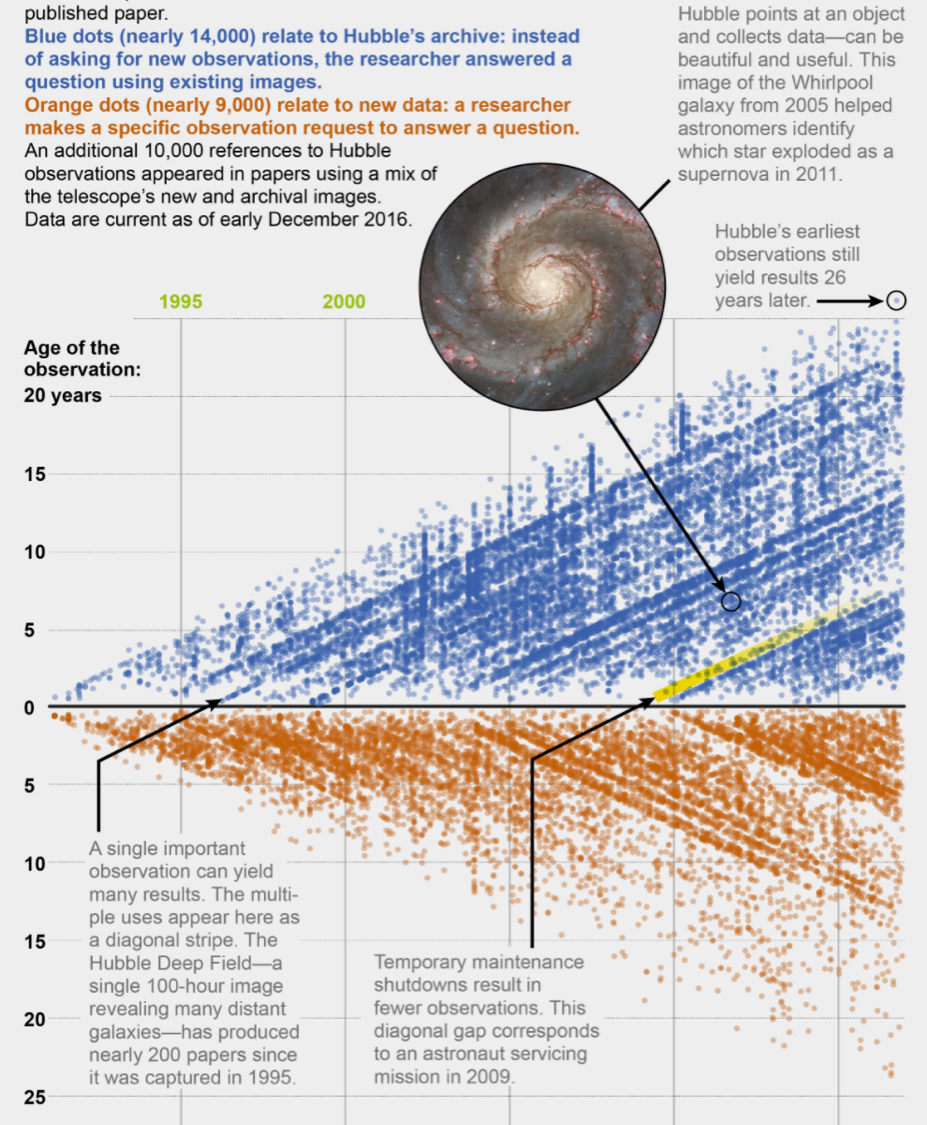 published paper.
Blue dots (nearly 14,000) relate to Hubble's archive: instead
of asking for new observations, the researcher answered a
question using existing images.
Orange dots (nearly 9,000) relate to new data: a researcher
makes a specific observation request to answer a question.
An additional 10,000 references to Hubble
observations appeared in papers using a mix of
the telescope's new and archival images.
Data are current as of early December 2016.
Hubble points at an object
and collects data—can be
beautiful and useful. This
image of the Whirlpool
galaxy from 2005 helped
astronomers identify
which star exploded as a
supernova in 2011.
Hubble's earliest
observations still
yield results 26
years later.
1995
2000
Age of the
observation:
20 years
15
10
5
0
5
10
15
20
25
A single important
observation can yield
many results. The multi-
ple uses appear here as
a diagonal stripe. The
Hubble Deep Field—a
single 100-hour image
revealing many distant
galaxies—has produced
nearly 200 papers since
it was captured in 1995.
Temporary maintenance
shutdowns result in
fewer observations. This
diagonal gap corresponds
to an astronaut servicing
mission in 2009.